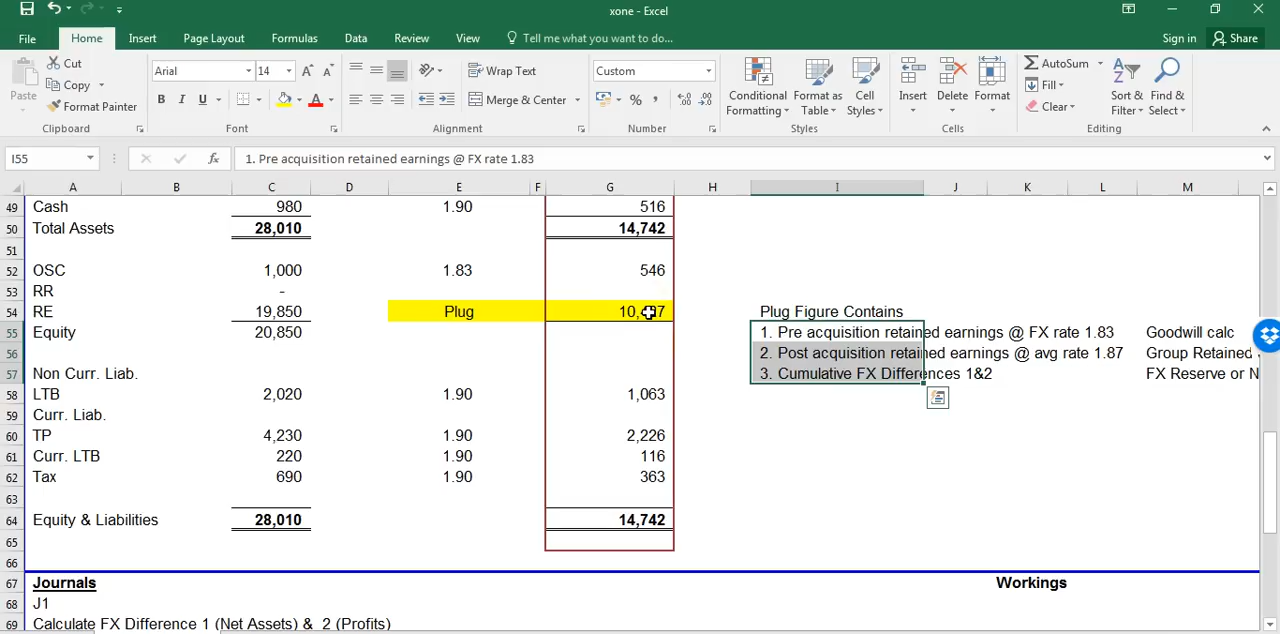 xone - Excel
File Home Insert Page Layout Formulas Data Review View Tell me what you want to do... Sign in Share
Paste Cut Copy Format Painter Clipboard
Arial 14 A A B I U A Font
Wrap Text Merge & Center Alignment
Custom % , Number
Conditional Formatting Format as Table Cell Styles Styles
Insert Delete Format Cells
AutoSum Fill Clear Sort & Filter Find & Select Editing
I55 fx 1. Pre acquisition retained earnings @ FX rate 1.83
A B C D E F G H I J K L M
49 Cash 980 1.90 516
50 Total Assets 28,010 14,742
51
52 OSC 1,000 1.83 546
53 RR -
54 RE 19,850 Plug Plug Figure Contains
55 Equity 20,850 1. Pre acquisition retained earnings @ FX rate 1.83 Goodwill calc
56 2. Post acquisition retained earnings @ avg rate 1.87 Group Retained
57 Non Curr. Liab. 3. Cumulative FX Differences 1&2 FX Reserve or N
58 LTB 2,020 1.90 1,063
59 Curr. Liab.
60 TP 4,230 1.90 2,226
61 Curr. LTB 220 1.90 116
62 Tax 690 1.90 363
63
64 Equity & Liabilities 28,010 14,742
65
66
67 Journals Workings
68 J1
69 Calculate FX Difference 1 (Net Assets) & 2 (Profits)